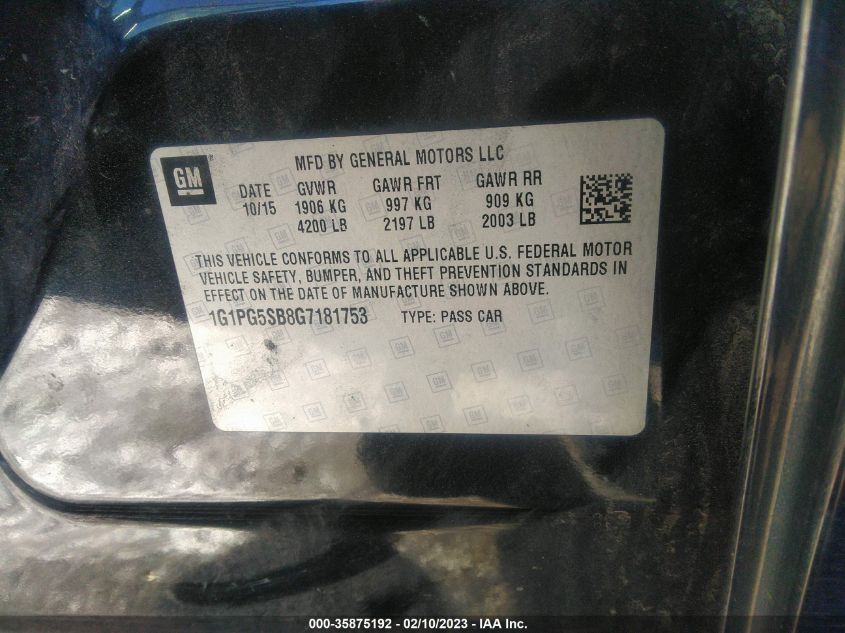 GM
MFD BY GENERAL MOTORS LLC
DATE GVWR GAWR FRT GAWR RR
10/15 1906 KG 997 KG 909 KG
4200 LB 2197 LB 2003 LB
THIS VEHICLE CONFORMS TO ALL APPLICABLE U.S. FEDERAL MOTOR
VEHICLE SAFETY, BUMPER, AND THEFT PREVENTION STANDARDS IN
EFFECT ON THE DATE OF MANUFACTURE SHOWN ABOVE.
1G1PG5SB8G7181753 TYPE: PASS CAR
000-35875192 - 02/10/2023 - IAA Inc.